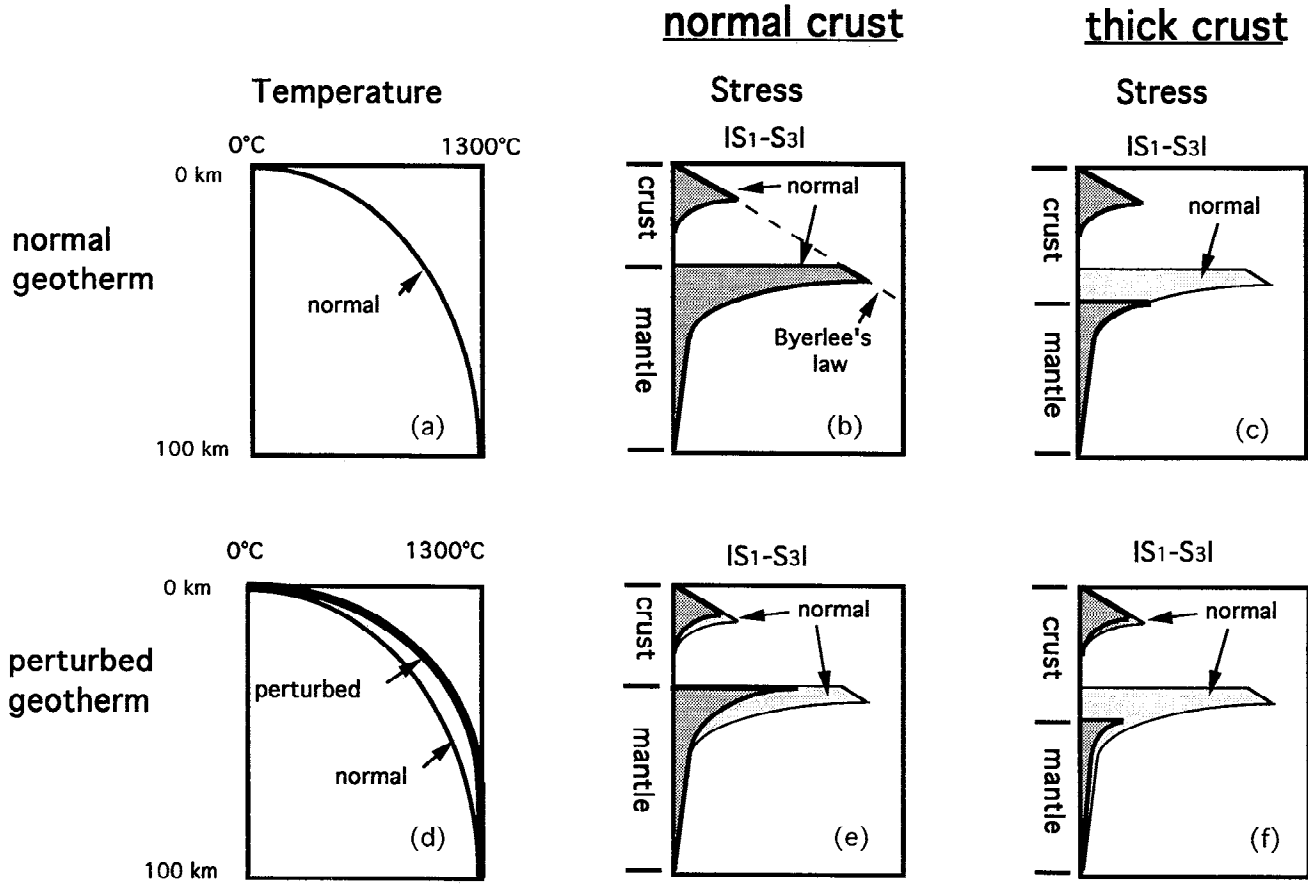 normal crust
thick crust
Temperature
Stress
Stress
0°C
1300°C
|S1-S3|
|S1-S3|
0 km
normal
geotherm
normal
100 km
(a)
crust
mantle
normal
Byerlee's
law
(b)
crust
mantle
normal
(c)
0°C
1300°C
|S1-S3|
|S1-S3|
0 km
perturbed
geotherm
perturbed
normal
100 km
(d)
crust
mantle
normal
(e)
crust
mantle
normal
(f)